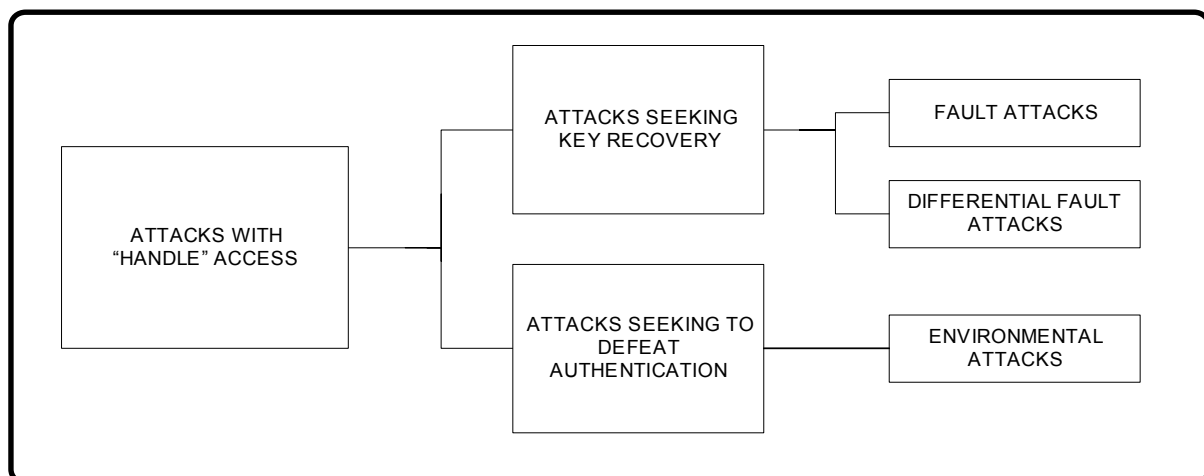 ATTACKS WITH
“HANDLE” ACCESS
ATTACKS SEEKING
KEY RECOVERY
FAULT ATTACKS
DIFFERENTIAL FAULT
ATTACKS
ATTACKS SEEKING TO
DEFEAT
AUTHENTICATION
ENVIRONMENTAL
ATTACKS